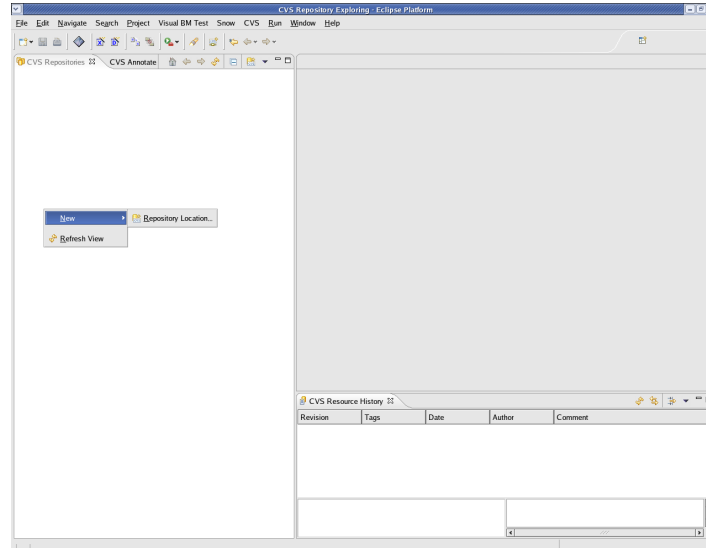 CVS Repository Exploring - Eclipse Platform
File Edit Navigate Search Project Visual BM Test Snow CVS Run Window Help
CVS Repositories CVS Annotate
New Repository Location...
Refresh View
CVS Resource History
Revision Tags Date Author Comment